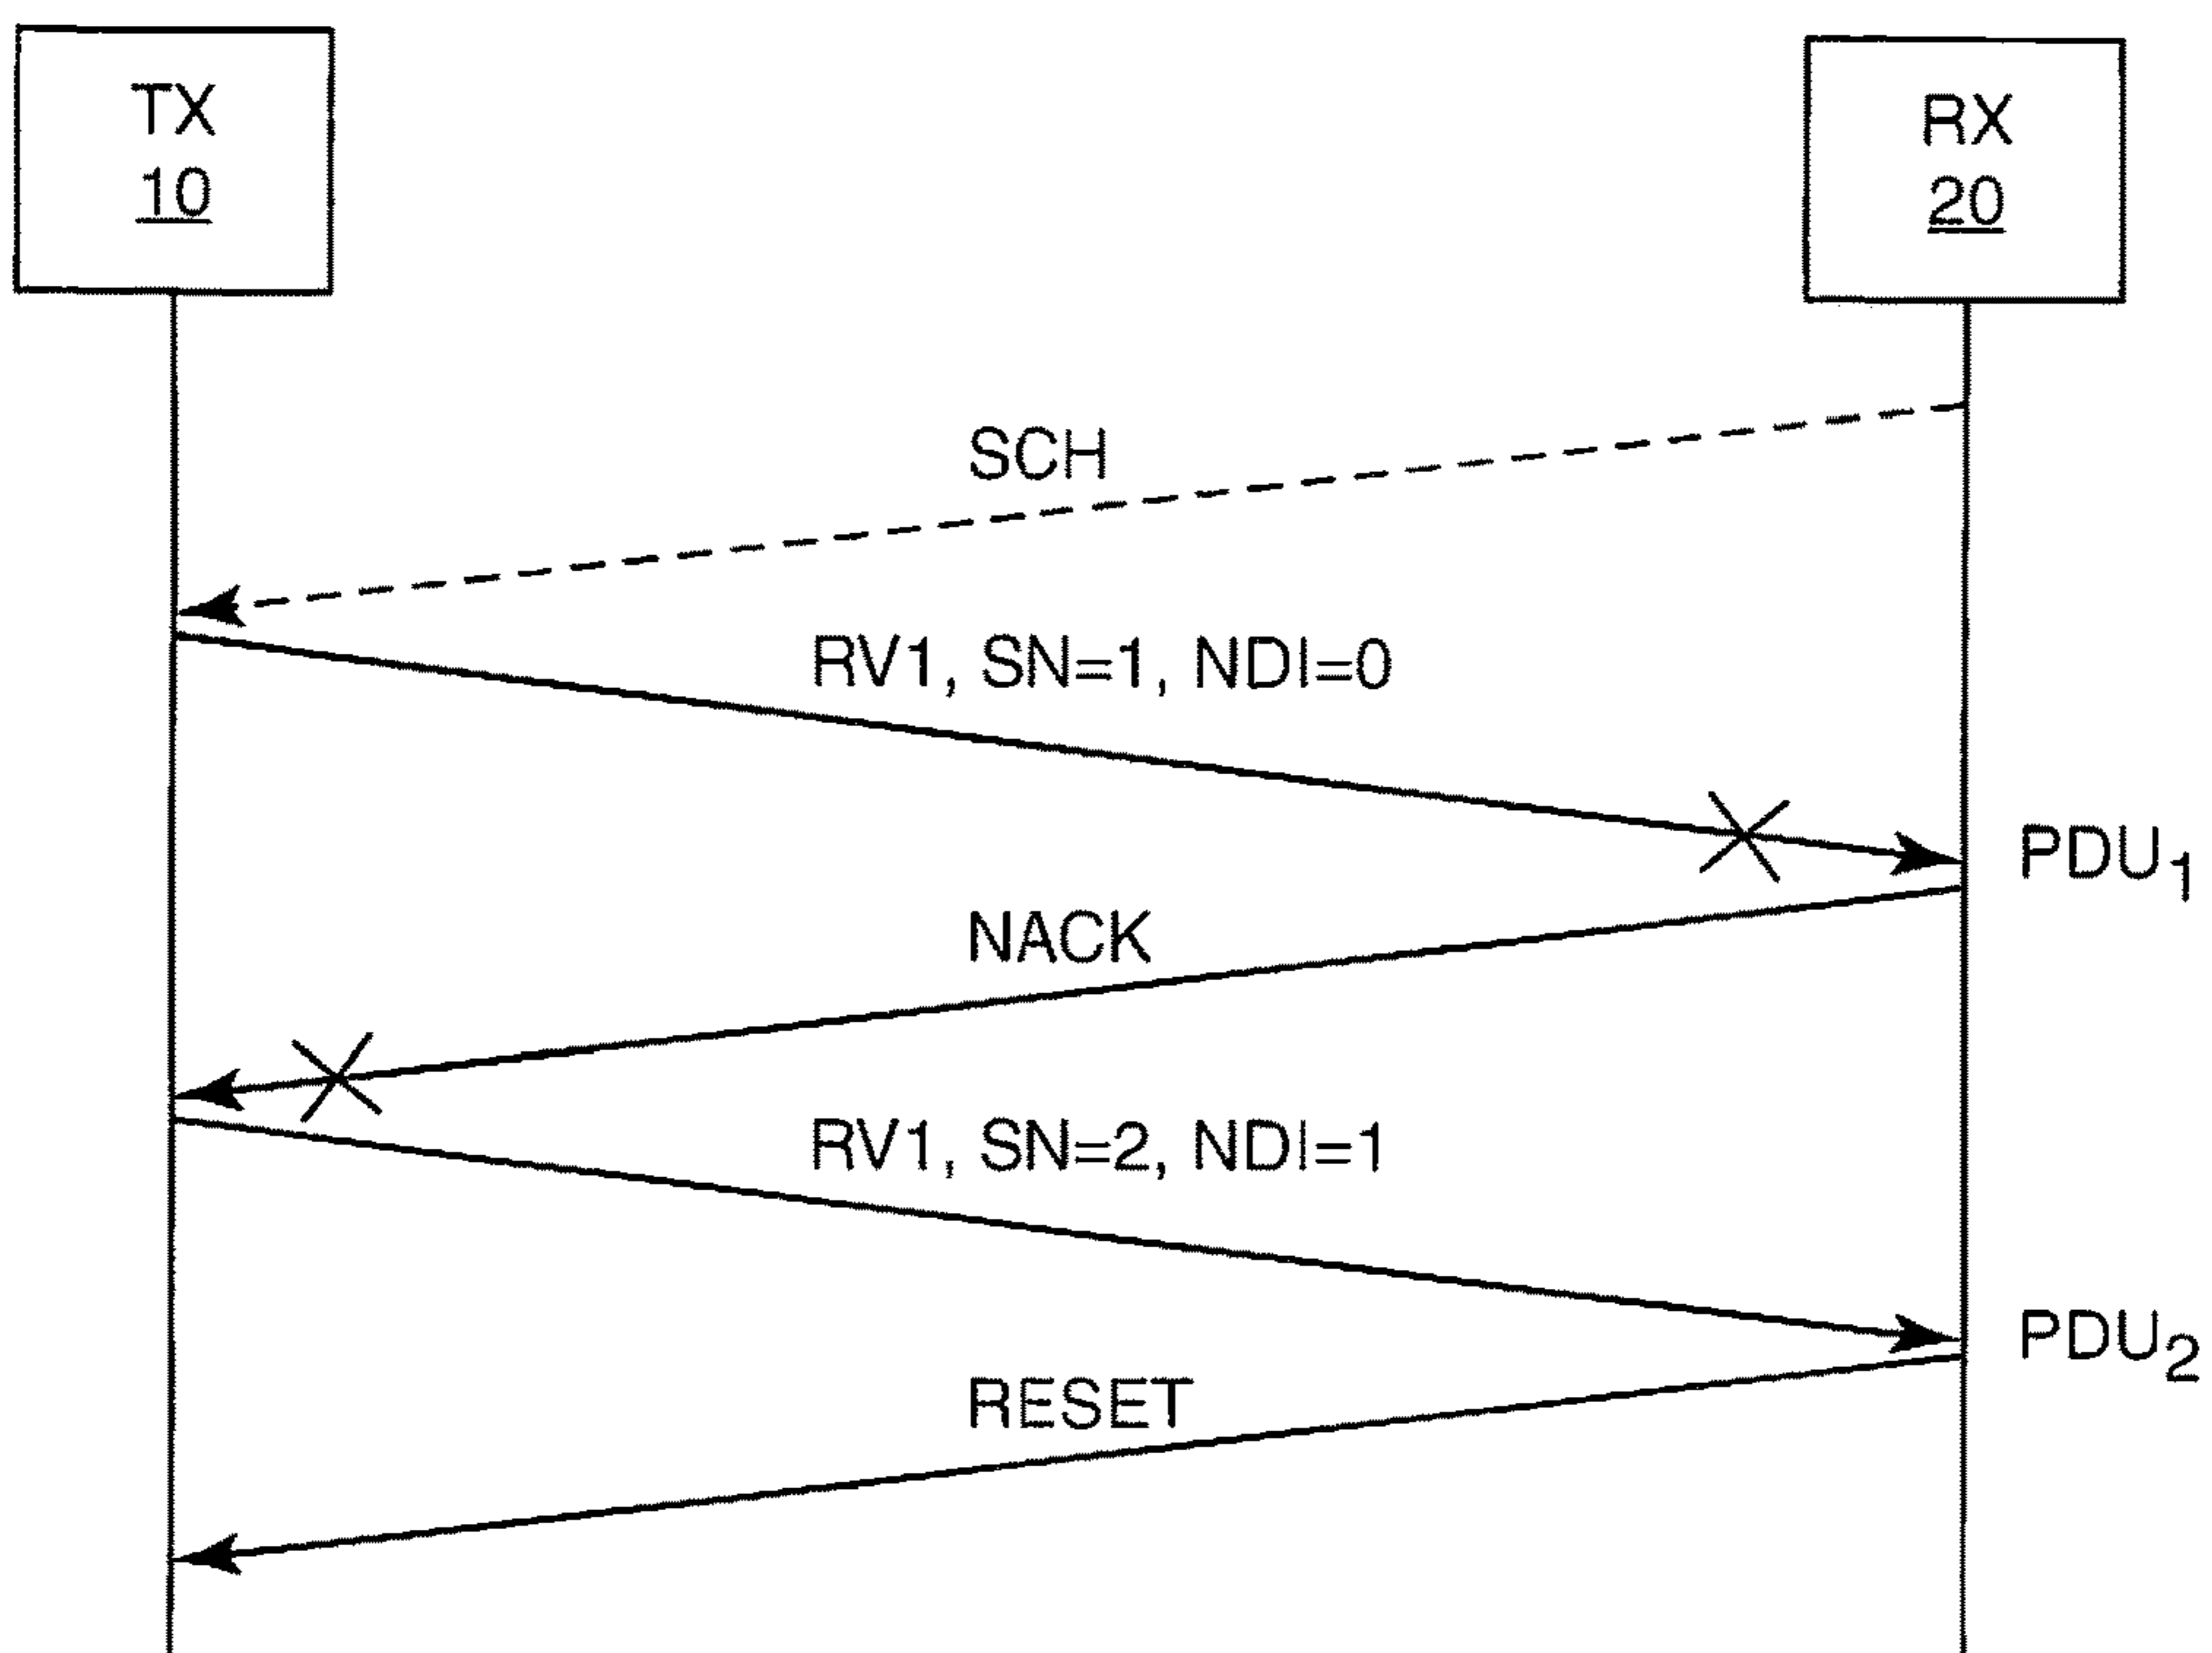 TX
10
RX
20
SCH
RV1, SN=1, NDI=0
PDU1
NACK
RV1, SN=2, NDI=1
PDU2
RESET